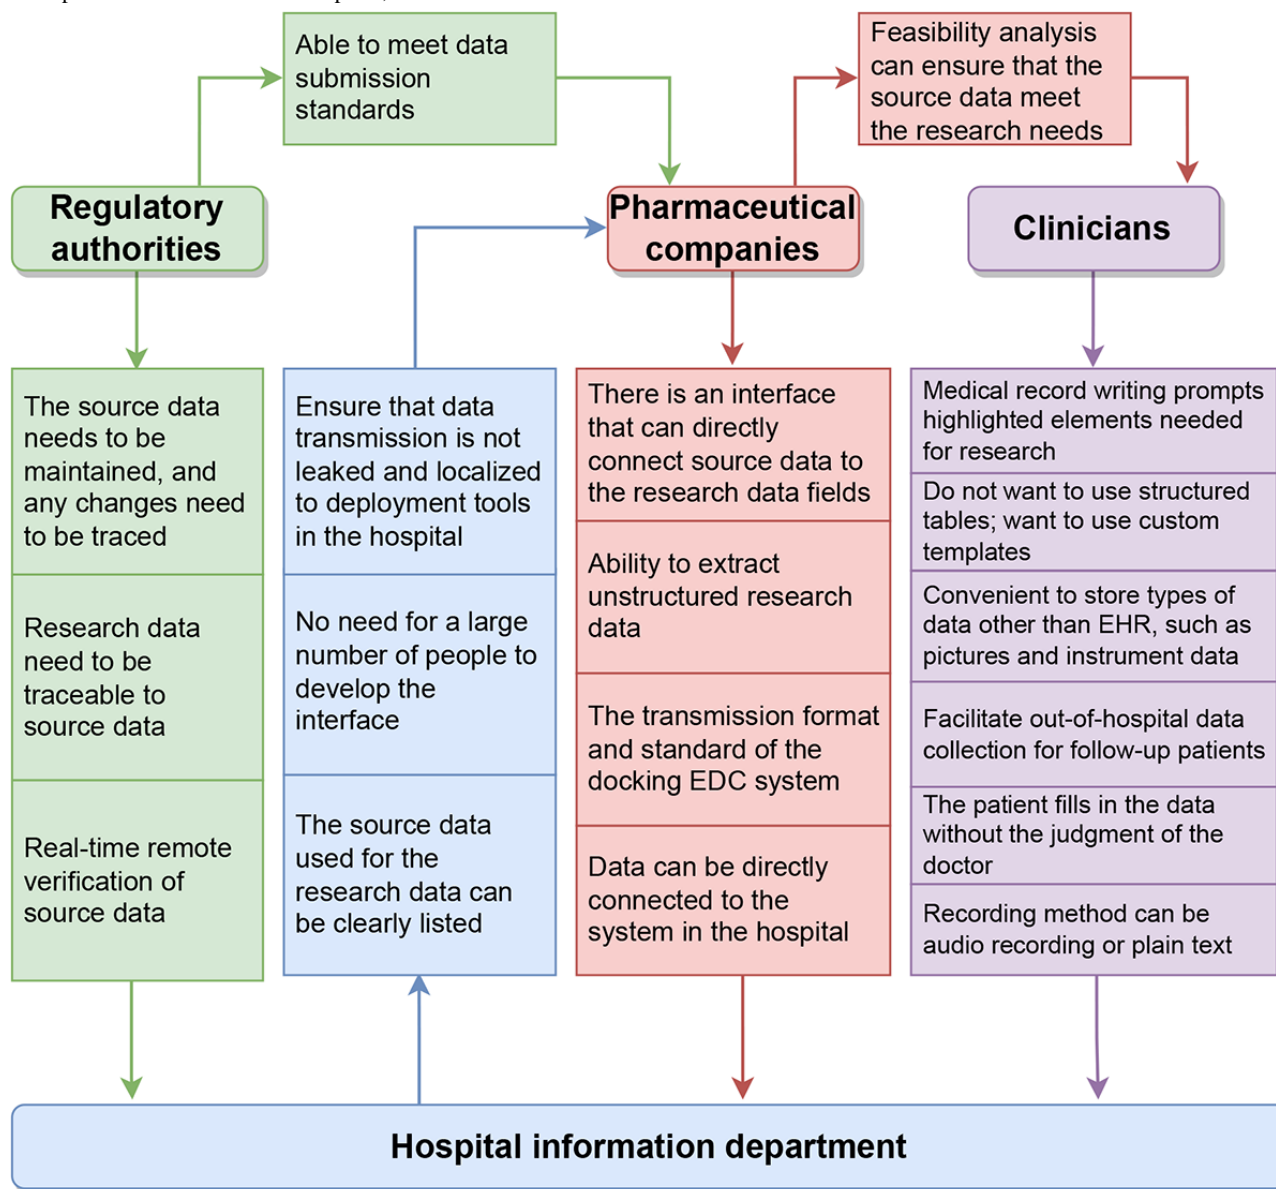 Able to meet data
submission
standards
Feasibility analysis
can ensure that the
source data meet
the research needs
Regulatory
authorities
Pharmaceutical
companies
Clinicians
The source data
needs to be
maintained, and
any changes need
to be traced
Research data
need to be
traceable to
source data
Real-time remote
verification of
source data
Ensure that data
transmission is not
leaked and localized
to deployment tools
in the hospital
No need for a large
number of people to
develop the
interface
The source data
used for the
research data can
be clearly listed
There is an interface
that can directly
connect source data to
the research data fields
Ability to extract
unstructured research
data
The transmission format
and standard of the
docking EDC system
Data can be directly
connected to the
system in the hospital
Medical record writing prompts
highlighted elements needed
for research
Do not want to use structured
tables; want to use custom
templates
Convenient to store types of
data other than EHR, such as
pictures and instrument data
Facilitate out-of-hospital data
collection for follow-up patients
The patient fills in the data
without the judgment of the
doctor
Recording method can be
audio recording or plain text
Hospital information department